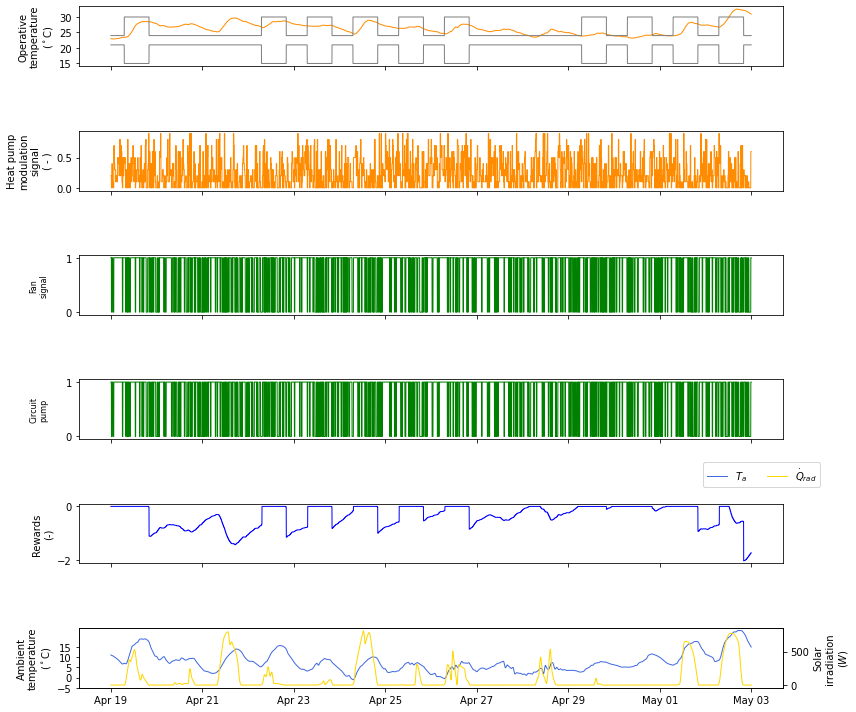 Operative
temperature
(°C)
30
25
20
15
Heat pump
modulation
signal
( - )
0.5
0.0
Fan
signal
1
0
Circuit
pump
1
0
T_a
Q̇_rad
Rewards
(-)
0
−2
Ambient
temperature
(°C)
15
10
5
0
−5
500
0
Solar
irradiation
(W)
Apr 19
Apr 21
Apr 23
Apr 25
Apr 27
Apr 29
May 01
May 03